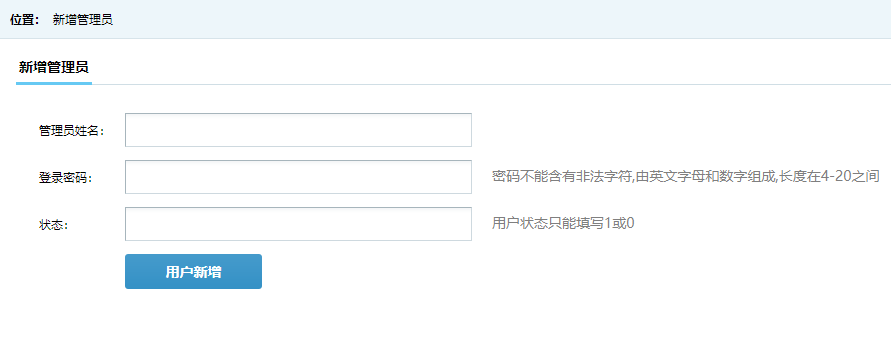 位置： 新增管理员
新增管理员
管理员姓名：
登录密码： 密码不能含有非法字符,由英文字母和数字组成,长度在4-20之间
状态： 用户状态只能填写1或0
用户新增